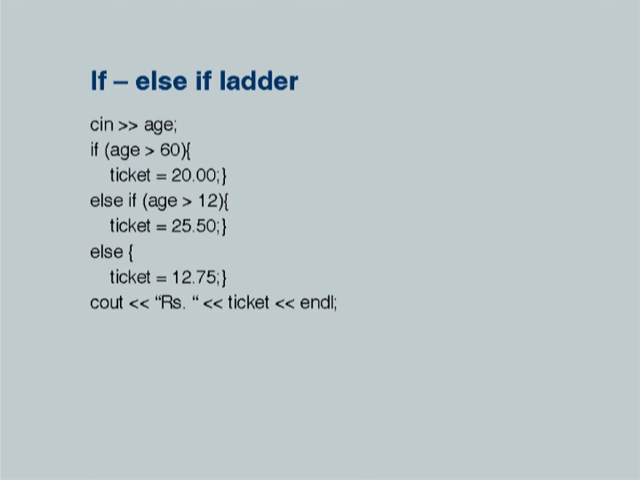 If – else if ladder
cin >> age;
if (age > 60){
ticket = 20.00;}
else if (age > 12){
ticket = 25.50;}
else {
ticket = 12.75;}
cout << “Rs. “ << ticket << endl;